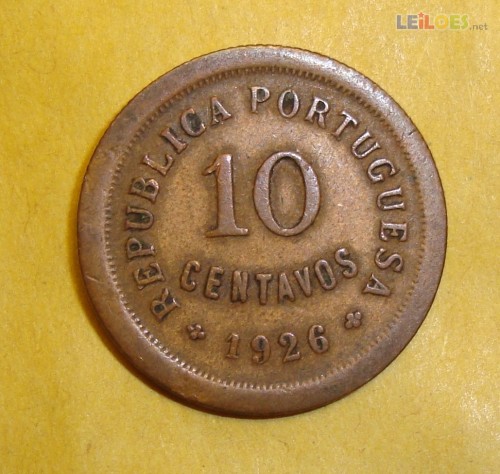 LEiLOES.net
REPUBLICA PORTUGUESA
10
CENTAVOS
1926